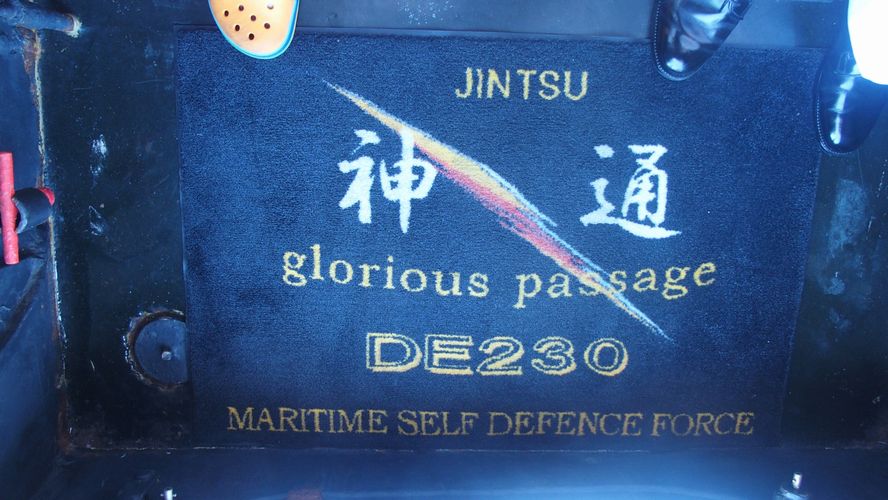 JINTSU
神通
glorious passage
DE230
MARITIME SELF DEFENCE FORCE